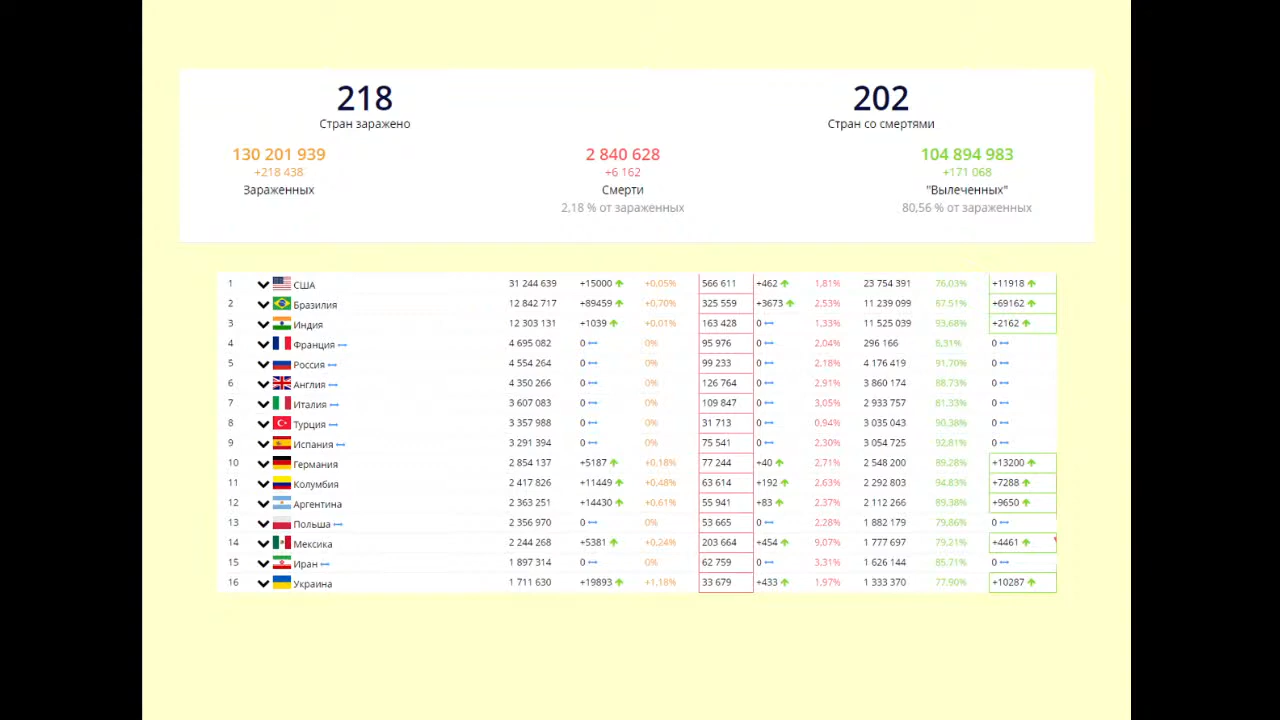 218 202
Стран заражено Стран со смертями
130 201 939 2 840 628 104 894 983
+218 438 +6 162 +171 068
Зараженных Смерти "Вылеченных"
2,18 % от зараженных 80,56 % от зараженных
1 США 31 244 639 +15000 +0,05% 566 611 +462 1,81% 23 754 391 76,03% +11918
2 Бразилия 12 842 717 +89459 +0,70% 325 559 +3673 2,53% 11 239 099 87,51% +69162
3 Индия 12 303 131 +1039 +0,01% 163 428 0 1,33% 11 525 039 93,68% +2162
4 Франция 4 695 082 0 0% 95 976 0 2,04% 296 166 6,31% 0
5 Россия 4 554 264 0 0% 99 233 0 2,18% 4 176 419 91,70% 0
6 Англия 4 350 266 0 0% 126 764 0 2,91% 3 860 174 88,73% 0
7 Италия 3 607 083 0 0% 109 847 0 3,05% 2 933 757 81,33% 0
8 Турция 3 357 988 0 0% 31 713 0 0,94% 3 035 043 90,38% 0
9 Испания 3 291 394 0 0% 75 541 0 2,30% 3 054 725 92,81% 0
10 Германия 2 854 137 +5187 +0,18% 77 244 +40 2,71% 2 548 200 89,28% +13200
11 Колумбия 2 417 826 +11449 +0,48% 63 614 +192 2,63% 2 292 803 94,83% +7288
12 Аргентина 2 363 251 +14430 +0,61% 55 941 +83 2,37% 2 112 266 89,38% +9650
13 Польша 2 356 970 0 0% 53 665 0 2,28% 1 882 179 79,86% 0
14 Мексика 2 244 268 +5381 +0,24% 203 664 +454 9,07% 1 777 697 79,21% +4461
15 Иран 1 897 314 0 0% 62 759 0 3,31% 1 626 144 85,71% 0
16 Украина 1 711 630 +19893 +1,18% 33 679 +433 1,97% 1 333 370 77,90% +10287